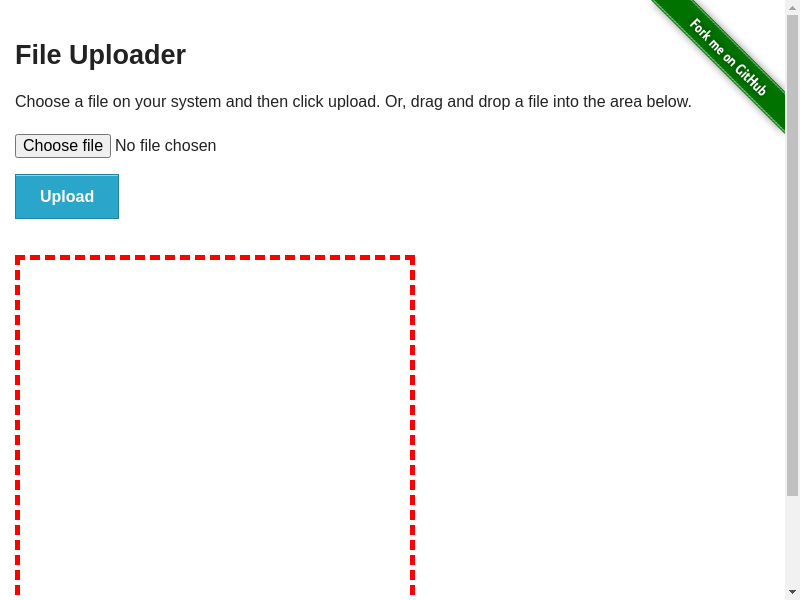 File Uploader
Choose a file on your system and then click upload. Or, drag and drop a file into the area below.
Choose file No file chosen
Upload
Fork me on GitHub